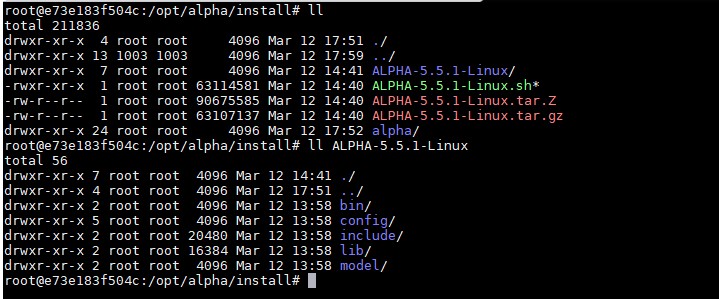 root@e73e183f504c:/opt/alpha/install# ll
total 211836
drwxr-xr-x  4 root root     4096 Mar 12 17:51 ./
drwxr-xr-x 13 1003 1003     4096 Mar 12 17:59 ../
drwxr-xr-x  7 root root     4096 Mar 12 14:41 ALPHA-5.5.1-Linux/
-rwxr-xr-x  1 root root 63114581 Mar 12 14:40 ALPHA-5.5.1-Linux.sh*
-rw-r--r--  1 root root 90675585 Mar 12 14:40 ALPHA-5.5.1-Linux.tar.Z
-rw-r--r--  1 root root 63107137 Mar 12 14:40 ALPHA-5.5.1-Linux.tar.gz
drwxr-xr-x 24 root root     4096 Mar 12 17:52 alpha/
root@e73e183f504c:/opt/alpha/install# ll ALPHA-5.5.1-Linux
total 56
drwxr-xr-x 7 root root  4096 Mar 12 14:41 ./
drwxr-xr-x 4 root root  4096 Mar 12 17:51 ../
drwxr-xr-x 2 root root  4096 Mar 12 13:58 bin/
drwxr-xr-x 5 root root  4096 Mar 12 13:58 config/
drwxr-xr-x 2 root root 20480 Mar 12 13:58 include/
drwxr-xr-x 2 root root 16384 Mar 12 13:58 lib/
drwxr-xr-x 2 root root  4096 Mar 12 13:58 model/
root@e73e183f504c:/opt/alpha/install#